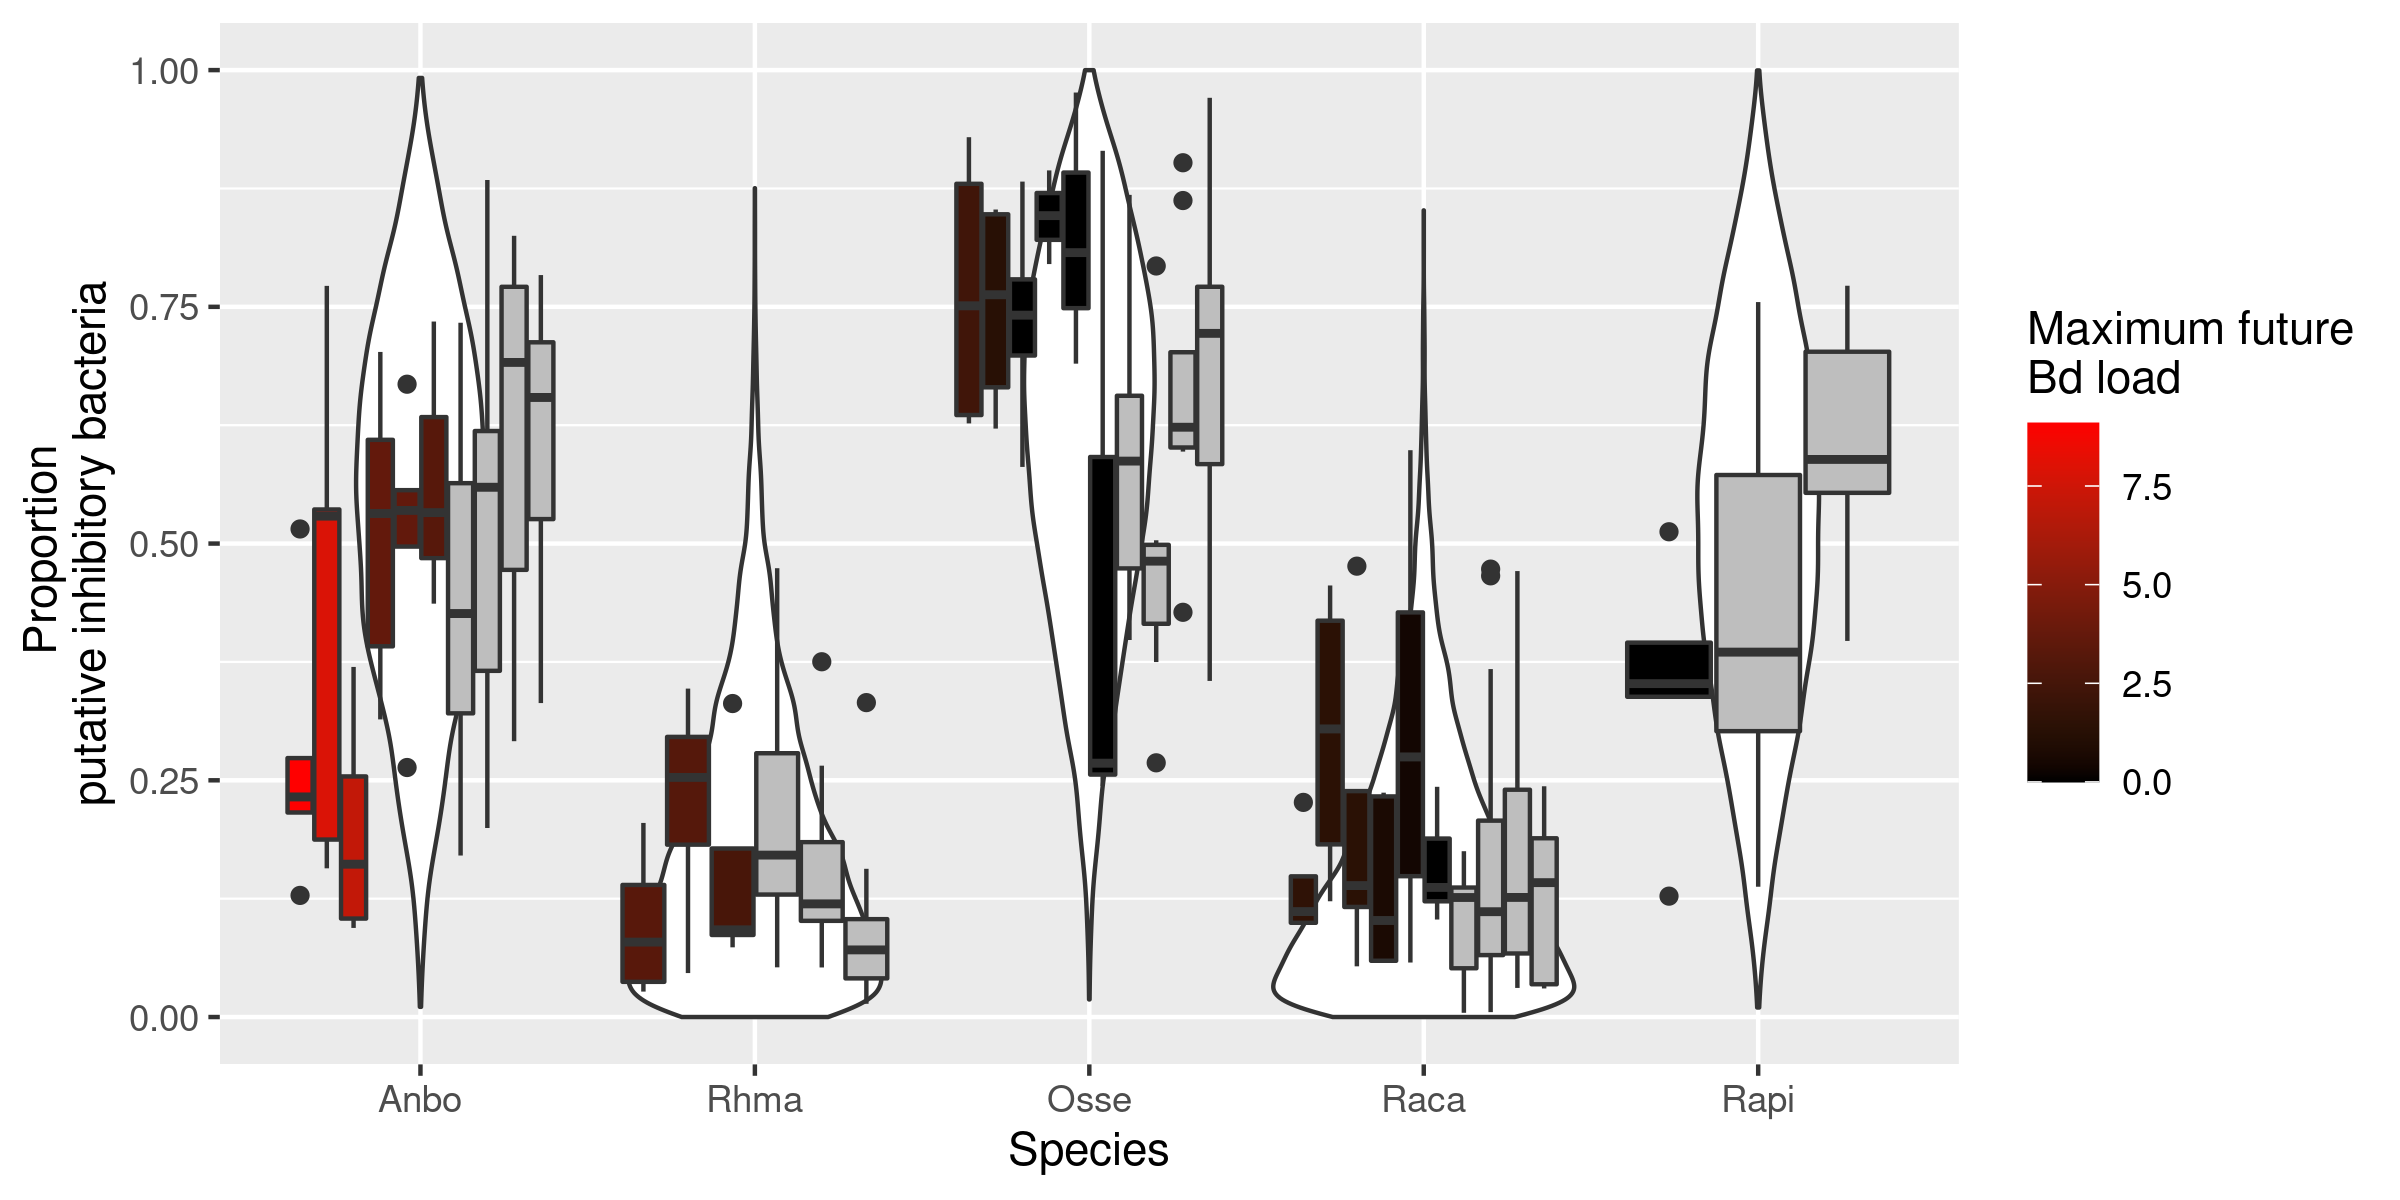 Proportion
putative inhibitory bacteria
1.00
0.75
0.50
0.25
0.00
Anbo
Rhma
Osse
Raca
Rapi
Species
Maximum future
Bd load
7.5
5.0
2.5
0.0